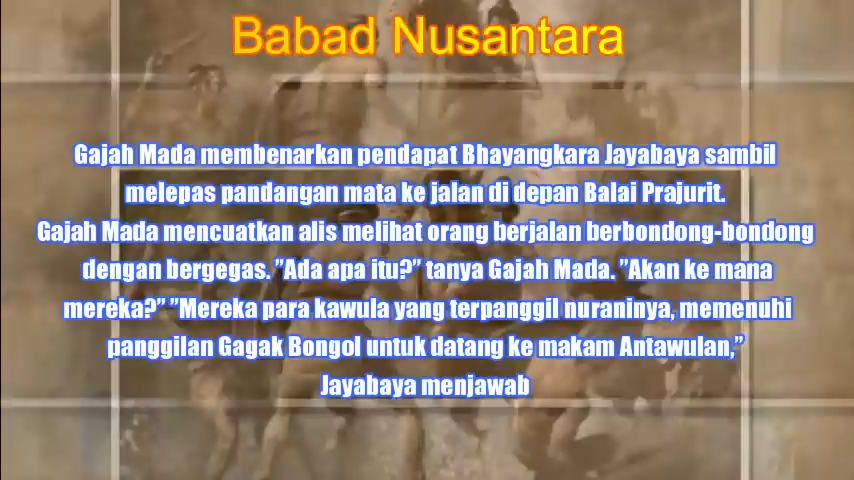 Babad Nusantara
Gajah Mada membenarkan pendapat Bhayangkara Jayabaya sambil
melepas pandangan mata ke jalan di depan Balai Prajurit.
Gajah Mada mencuatkan alis melihat orang berjalan berbondong-bondong
dengan bergegas. ”Ada apa itu?” tanya Gajah Mada. ”Akan ke mana
mereka?” ”Mereka para kawula yang terpanggil nuraninya, memenuhi
panggilan Gagak Bongol untuk datang ke makam Antawulan,”
Jayabaya menjawab